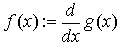 f(x) := d/dx g(x)